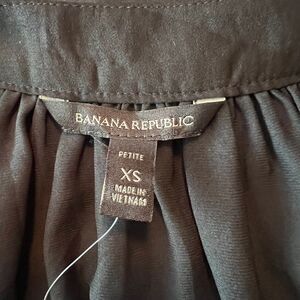 BANANA REPUBLIC
PETITE
XS
MADE IN
VIETNAM